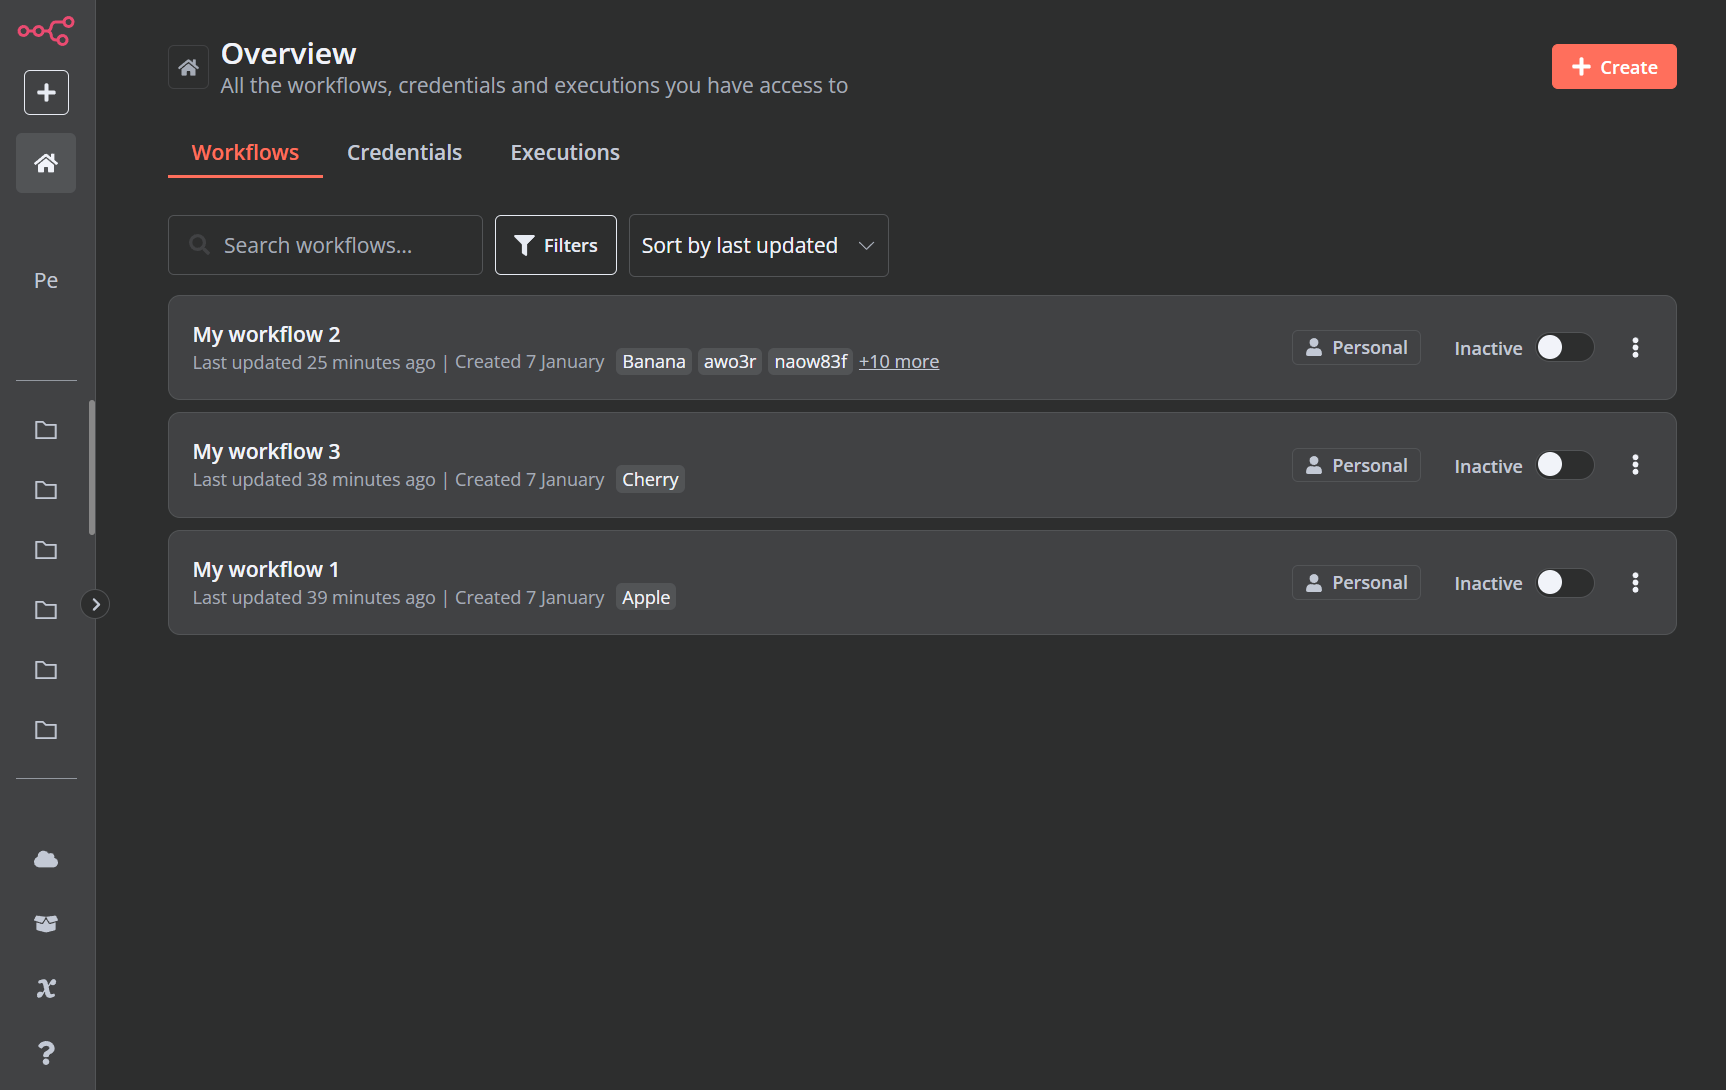 Overview
All the workflows, credentials and executions you have access to
Create
Workflows Credentials Executions
Search workflows...
Filters
Sort by last updated
Pe
My workflow 2
Last updated 25 minutes ago | Created 7 January Banana awo3r naow83f +10 more
Personal
Inactive
My workflow 3
Last updated 38 minutes ago | Created 7 January Cherry
Personal
Inactive
My workflow 1
Last updated 39 minutes ago | Created 7 January Apple
Personal
Inactive